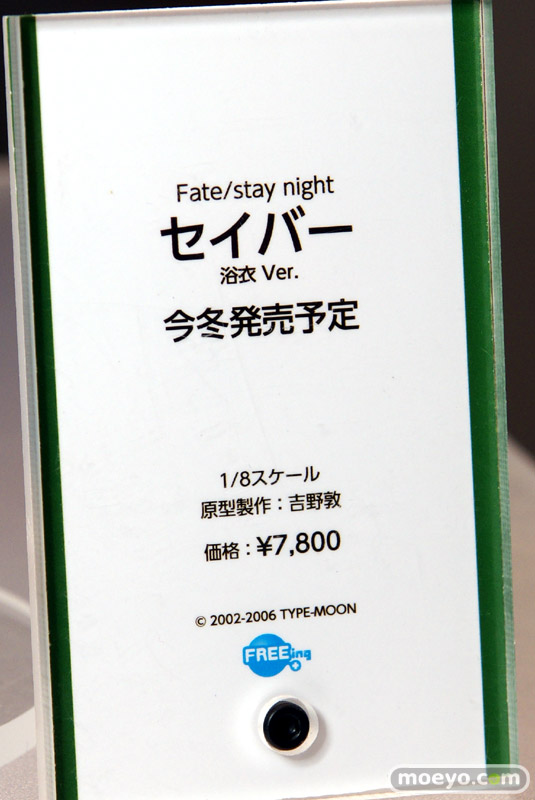 Fate/stay night
セイバー
浴衣 Ver.
今冬発売予定
1/8スケール
原型製作：吉野敦
価格：¥7,800
© 2002-2006 TYPE-MOON
FREEing
moeyo.com